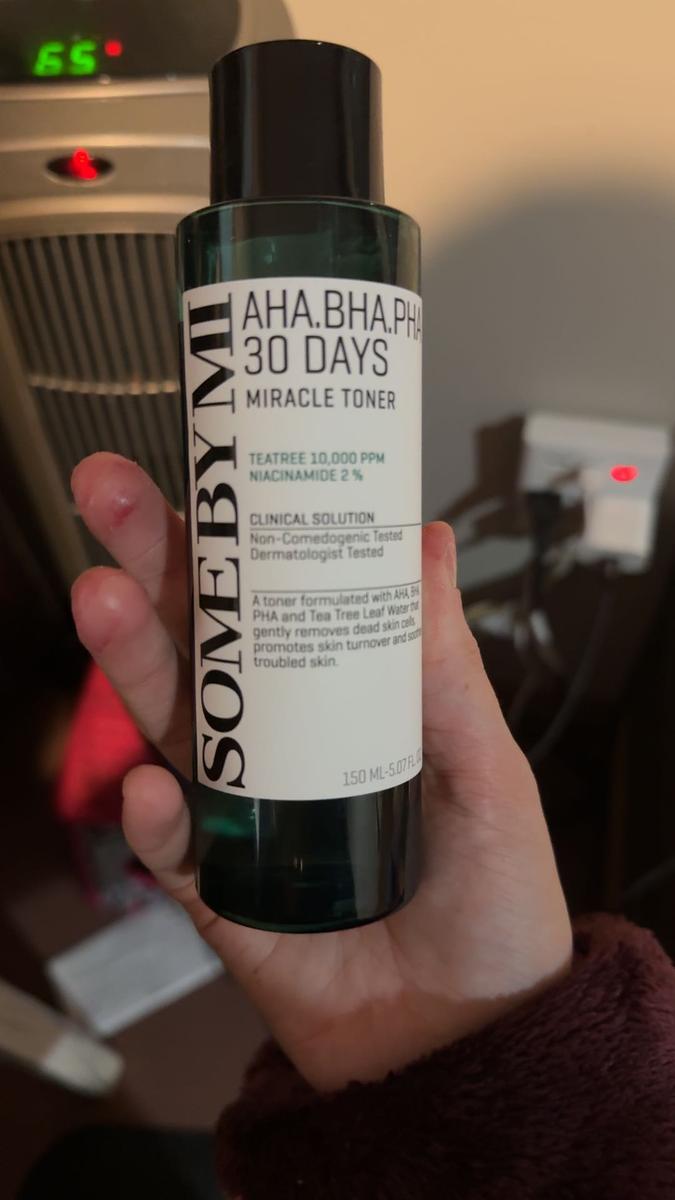 65
SOME BY MI
AHA.BHA.PHA
30 DAYS
MIRACLE TONER
TEATREE 10,000 PPM
NIACINAMIDE 2 %
CLINICAL SOLUTION
Non-Comedogenic Tested
Dermatologist Tested
A toner formulated with AHA, BHA,
PHA and Tea Tree Leaf Water that
gently removes dead skin cells,
promotes skin turnover and
troubled skin.
150 ML-5.07 FL